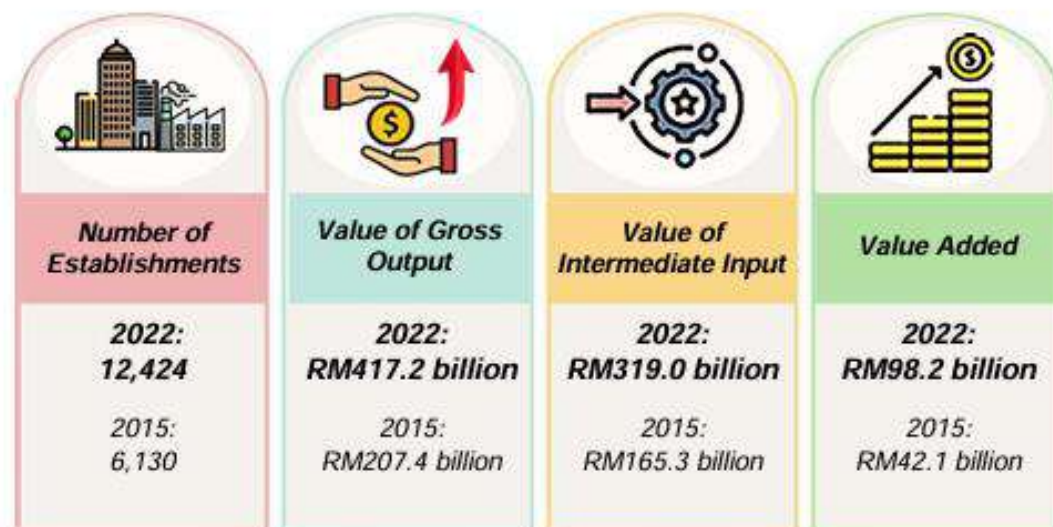 Number of
Establishments
2022:
12,424
2015:
6,130
Value of Gross
Output
2022:
RM417.2 billion
2015:
RM207.4 billion
Value of
Intermediate Input
2022:
RM319.0 billion
2015:
RM165.3 billion
Value Added
2022:
RM98.2 billion
2015:
RM42.1 billion